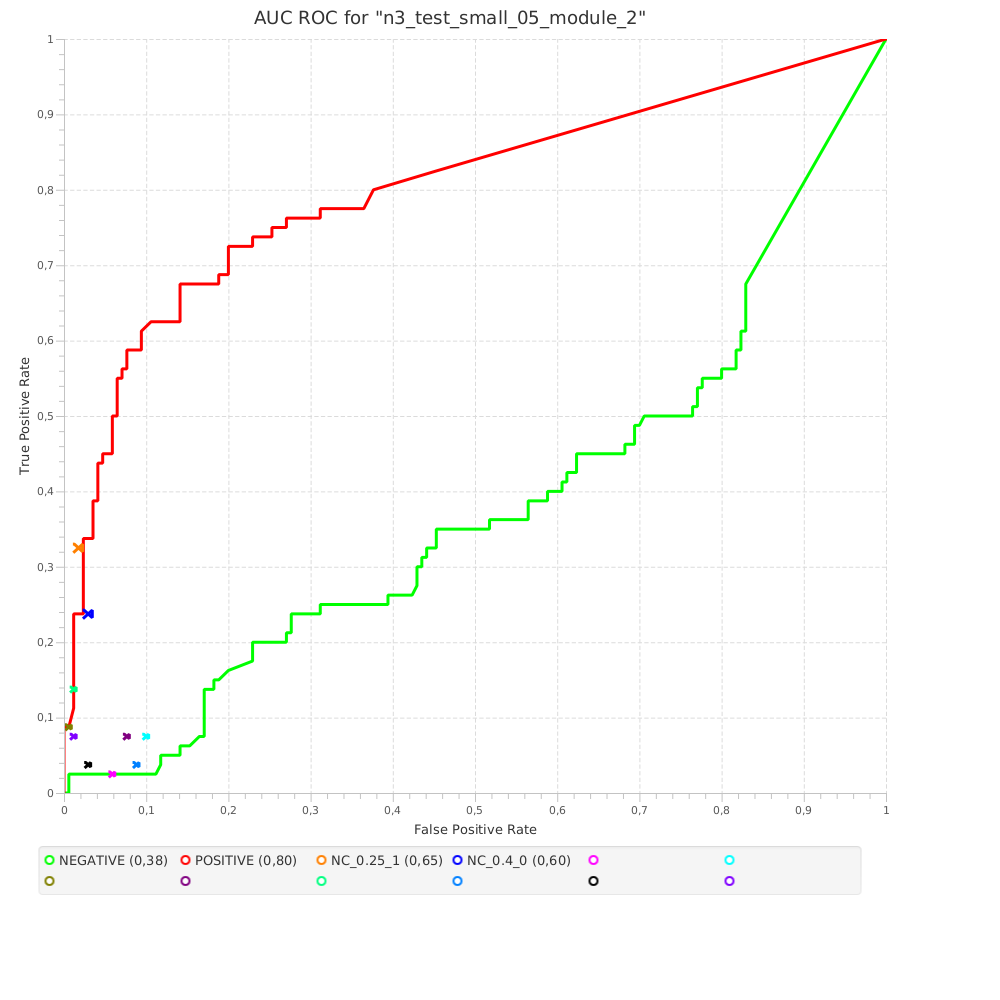 AUC ROC for "n3_test_small_05_module_2"
True Positive Rate
1
0,9
0,8
0,7
0,6
0,5
0,4
0,3
0,2
0,1
0
0 0,1 0,2 0,3 0,4 0,5 0,6 0,7 0,8 0,9 1
False Positive Rate
NEGATIVE (0,38) POSITIVE (0,80) NC_0.25_1 (0,65) NC_0.4_0 (0,60)